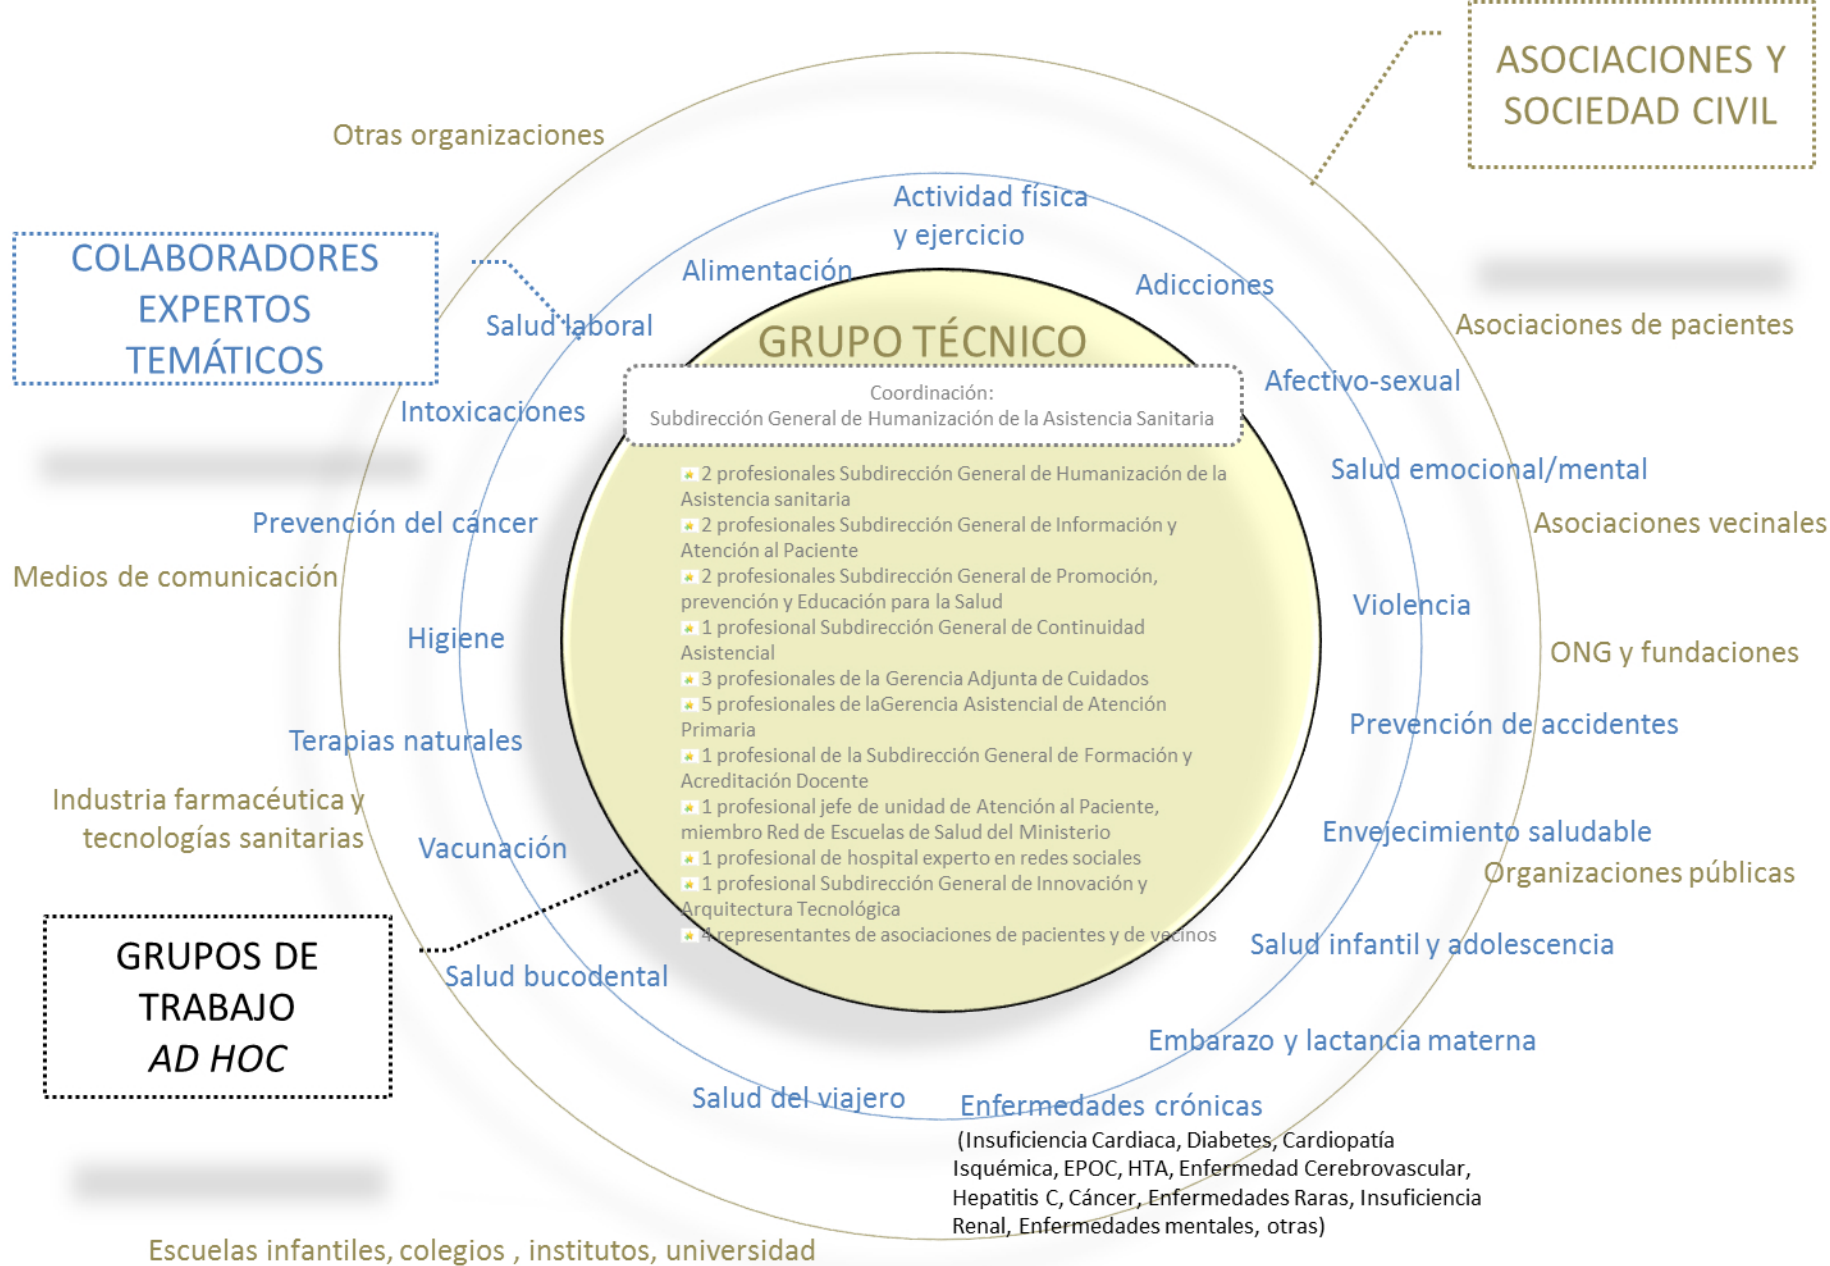 ASOCIACIONES Y
SOCIEDAD CIVIL
Otras organizaciones
Actividad física
y ejercicio
COLABORADORES
EXPERTOS
TEMÁTICOS
Alimentación
Adicciones
Salud laboral
Asociaciones de pacientes
GRUPO TÉCNICO
Coordinación:
Subdirección General de Humanización de la Asistencia Sanitaria
Afectivo-sexual
Intoxicaciones
2 profesionales Subdirección General de Humanización de la
Asistencia sanitaria
2 profesionales Subdirección General de Información y
Atención al Paciente
2 profesionales Subdirección General de Promoción,
prevención y Educación para la Salud
1 profesional Subdirección General de Continuidad
Asistencial
3 profesionales de la Gerencia Adjunta de Cuidados
5 profesionales de laGerencia Asistencial de Atención
Primaria
1 profesional de la Subdirección General de Formación y
Acreditación Docente
1 profesional jefe de unidad de Atención al Paciente,
miembro Red de Escuelas de Salud del Ministerio
1 profesional de hospital experto en redes sociales
1 profesional Subdirección General de Innovación y
Arquitectura Tecnológica
4 representantes de asociaciones de pacientes y de vecinos
Salud emocional/mental
Prevención del cáncer
Asociaciones vecinales
Medios de comunicación
Violencia
Higiene
ONG y fundaciones
Prevención de accidentes
Terapias naturales
Industria farmacéutica y
tecnologías sanitarias
Envejecimiento saludable
Vacunación
Organizaciones públicas
GRUPOS DE
TRABAJO
AD HOC
Salud infantil y adolescencia
Salud bucodental
Embarazo y lactancia materna
Salud del viajero
Enfermedades crónicas
(Insuficiencia Cardiaca, Diabetes, Cardiopatía
Isquémica, EPOC, HTA, Enfermedad Cerebrovascular,
Hepatitis C, Cáncer, Enfermedades Raras, Insuficiencia
Renal, Enfermedades mentales, otras)
Escuelas infantiles, colegios , institutos, universidad